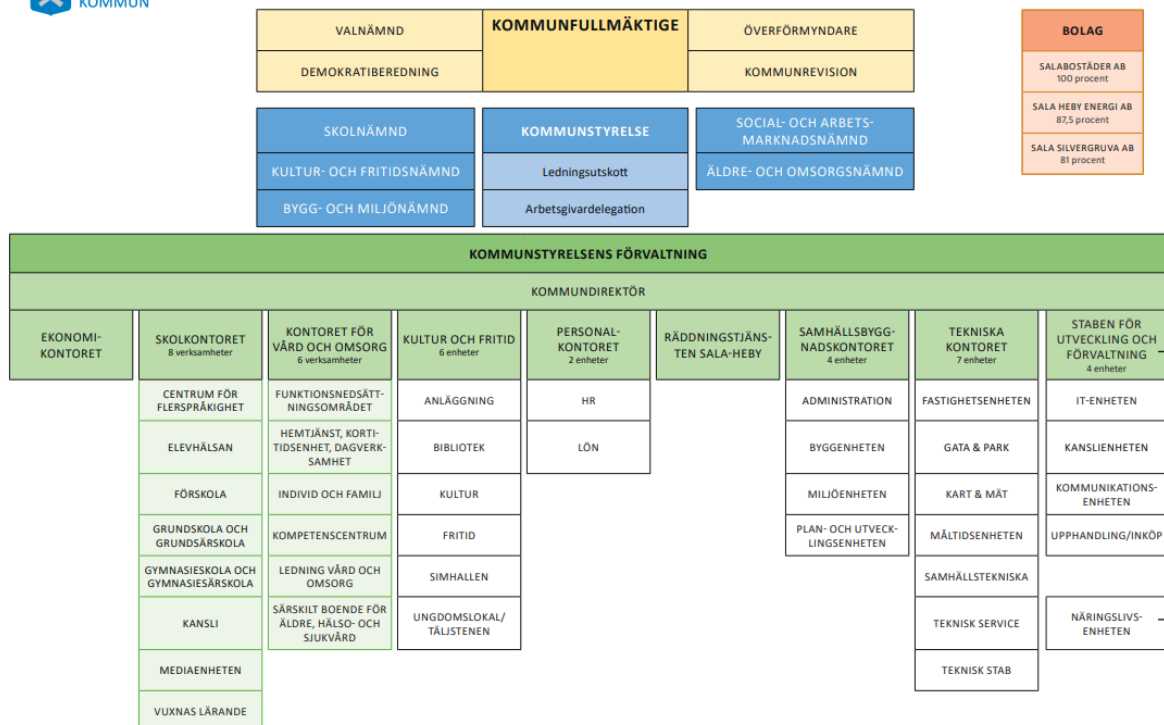 KOMMUN
VALNÄMND
KOMMUNFULLMÄKTIGE
ÖVERFÖRMYNDARE
DEMOKRATIBEREDNING
KOMMUNREVISION
BOLAG
SALABOSTÄDER AB
100 procent
SALA HEBY ENERGI AB
87,5 procent
SALA SILVERGRUVA AB
81 procent
SKOLNÄMND
KOMMUNSTYRELSE
SOCIAL- OCH ARBETS-
MARKNADSNÄMND
KULTUR- OCH FRITIDSNÄMND
Ledningsutskott
ÄLDRE- OCH OMSORGSNÄMND
BYGG- OCH MILJÖNÄMND
Arbetsgivardelegation
KOMMUNSTYRELSENS FÖRVALTNING
KOMMUNDIREKTÖR
EKONOMI-
KONTORET
SKOLKONTORET
8 verksamheter
CENTRUM FÖR
FLERSPRÅKIGHET
ELEVHÄLSAN
FÖRSKOLA
GRUNDSKOLA OCH
GRUNDSÄRSKOLA
GYMNASIESKOLA OCH
GYMNASIESÄRSKOLA
KANSLI
MEDIAENHETEN
VUXNAS LÄRANDE
KONTORET FÖR
VÅRD OCH OMSORG
6 verksamheter
FUNKTIONSNEDSÄTT-
NINGSOMRÅDET
HEMTJÄNST, KORTI-
TIDSENHET, DAGVERK-
SAMHET
INDIVID OCH FAMILJ
KOMPETENSCENTRUM
LEDNING VÅRD OCH
OMSORG
SÄRSKILT BOENDE FÖR
ÄLDRE, HÄLSO- OCH
SJUKVÅRD
KULTUR OCH FRITID
6 enheter
ANLÄGGNING
BIBLIOTEK
KULTUR
FRITID
SIMHALLEN
UNGDOMSLOKAL/
TÄLJSTENEN
PERSONAL-
KONTORET
2 enheter
HR
LÖN
RÄDDNINGSTJÄNS-
TEN SALA-HEBY
SAMHÄLLSBYGG-
NADSKONTORET
4 enheter
ADMINISTRATION
BYGGENHETEN
MILJÖENHETEN
PLAN- OCH UTVECK-
LINGSENHETEN
TEKNISKA
KONTORET
7 enheter
FASTIGHETSENHETEN
GATA & PARK
KART & MÄT
MÅLTIDSENHETEN
SAMHÄLLSTEKNISKA
TEKNISK SERVICE
TEKNISK STAB
STABEN FÖR
UTVECKLING OCH
FÖRVALTNING
4 enheter
IT-ENHETEN
KANSLIENHETEN
KOMMUNIKATIONS-
ENHETEN
UPPHANDLING/INKÖP
NÄRINGSLIVS-
ENHETEN